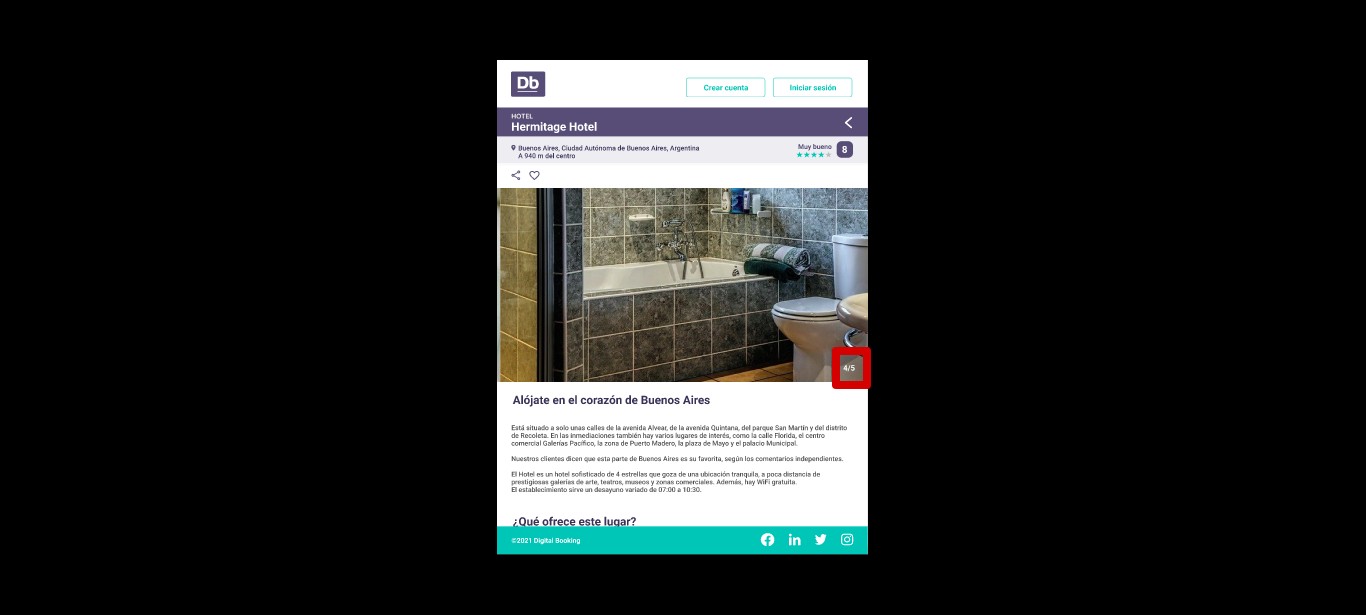 Db
Crear cuenta
Iniciar sesión
HOTEL
Hermitage Hotel
Buenos Aires, Ciudad Autónoma de Buenos Aires, Argentina
A 940 m del centro
Muy bueno
8
4/5
Alójate en el corazón de Buenos Aires
Está situado a solo unas calles de la avenida Alvear, de la avenida Quintana, del parque San Martín y del distrito
de Recoleta. En las inmediaciones también hay varios lugares de interés, como la calle Florida, el centro
comercial Galerías Pacífico, la zona de Puerto Madero, la plaza de Mayo y el palacio Municipal.
Nuestros clientes dicen que esta parte de Buenos Aires es su favorita, según los comentarios independientes.
El Hotel es un hotel sofisticado de 4 estrellas que goza de una ubicación tranquila, a poca distancia de
prestigiosas galerías de arte, teatros, museos y zonas comerciales. Además, hay WiFi gratuita.
El establecimiento sirve un desayuno variado de 07:00 a 10:30.
¿Qué ofrece este lugar?
©2021 Digital Booking